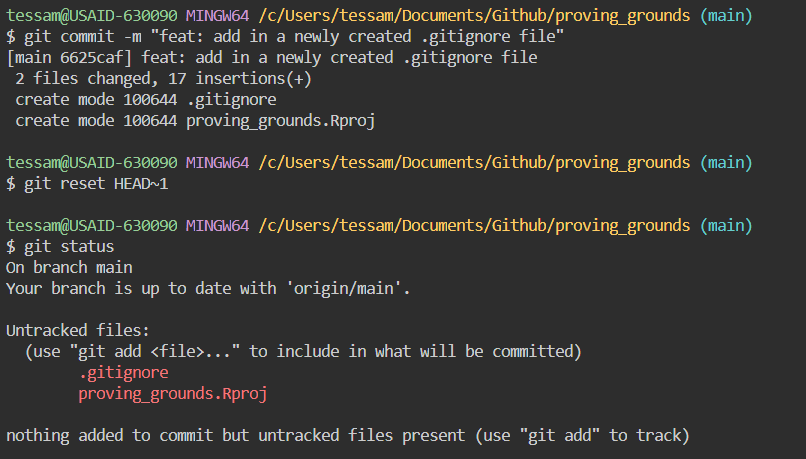 tessam@USAID-630090 MINGW64 /c/Users/tessam/Documents/Github/proving_grounds (main)
$ git commit -m "feat: add in a newly created .gitignore file"
[main 6625caf] feat: add in a newly created .gitignore file
 2 files changed, 17 insertions(+)
 create mode 100644 .gitignore
 create mode 100644 proving_grounds.Rproj

tessam@USAID-630090 MINGW64 /c/Users/tessam/Documents/Github/proving_grounds (main)
$ git reset HEAD~1

tessam@USAID-630090 MINGW64 /c/Users/tessam/Documents/Github/proving_grounds (main)
$ git status
On branch main
Your branch is up to date with 'origin/main'.

Untracked files:
  (use "git add <file>..." to include in what will be committed)
        .gitignore
        proving_grounds.Rproj

nothing added to commit but untracked files present (use "git add" to track)